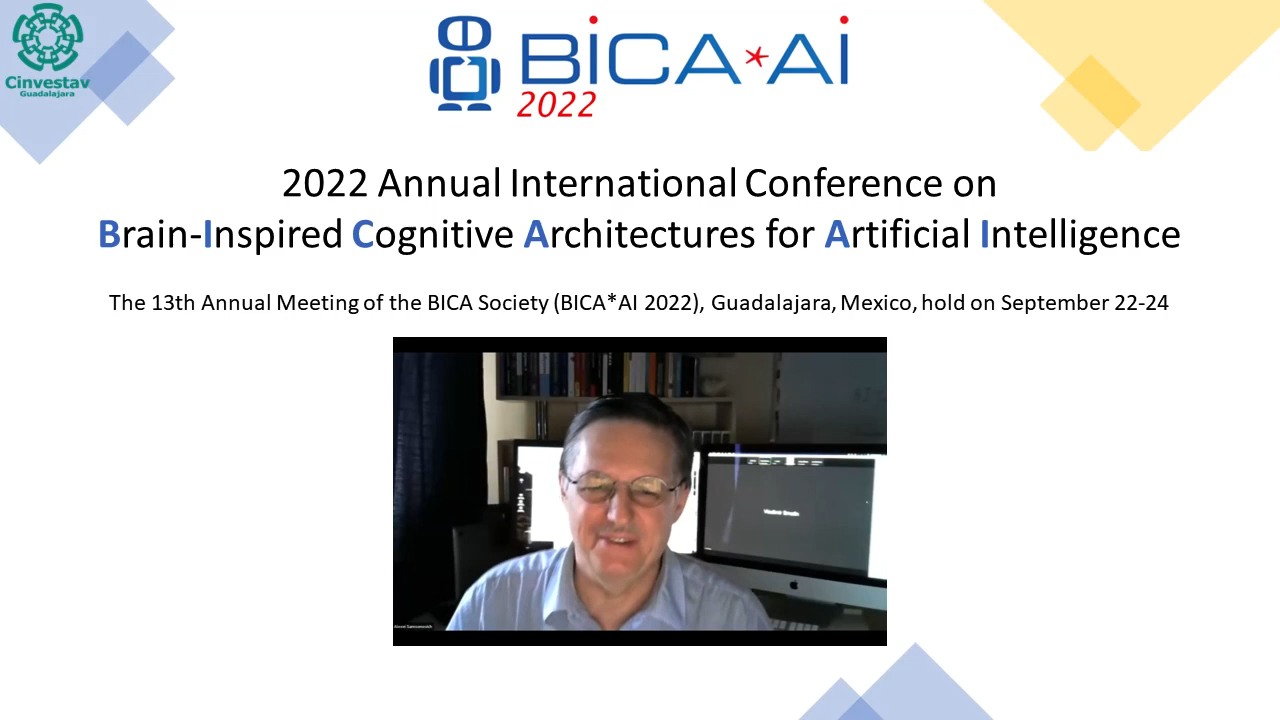 Cinvestav
Guadalajara
BiCA*Ai
2022
2022 Annual International Conference on
Brain-Inspired Cognitive Architectures for Artificial Intelligence
The 13th Annual Meeting of the BICA Society (BICA*AI 2022), Guadalajara, Mexico, hold on September 22-24